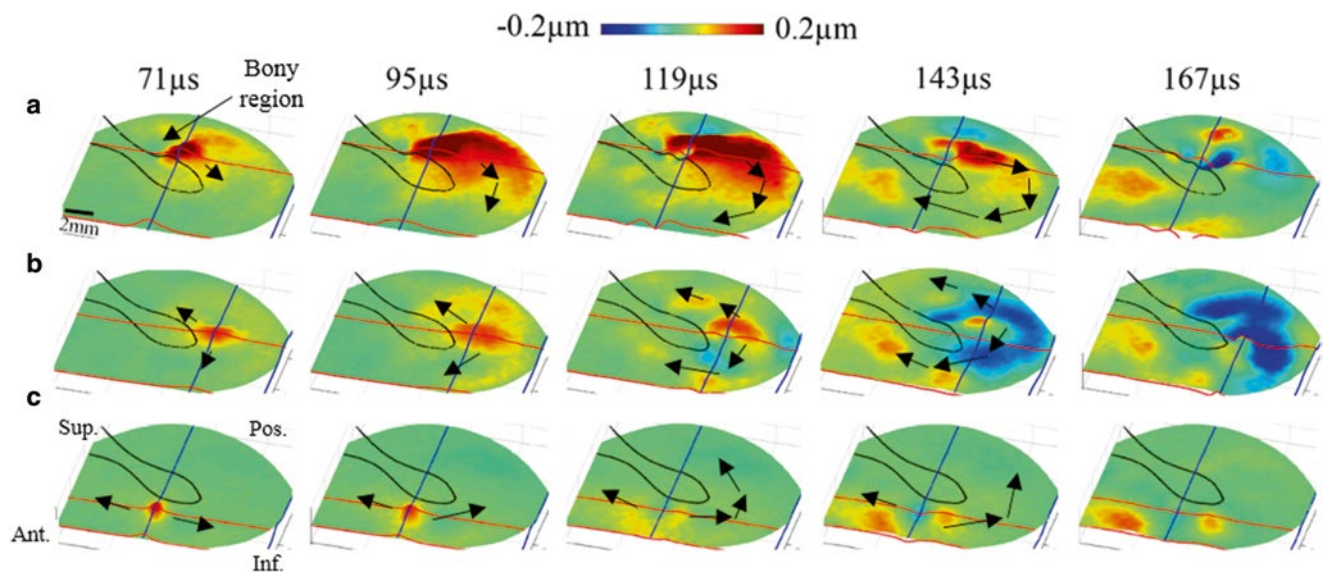 -0.2µm 0.2µm
71µs 95µs 119µs 143µs 167µs
Bony
region
a
2mm
b
c
Sup. Pos.
Ant.
Inf.